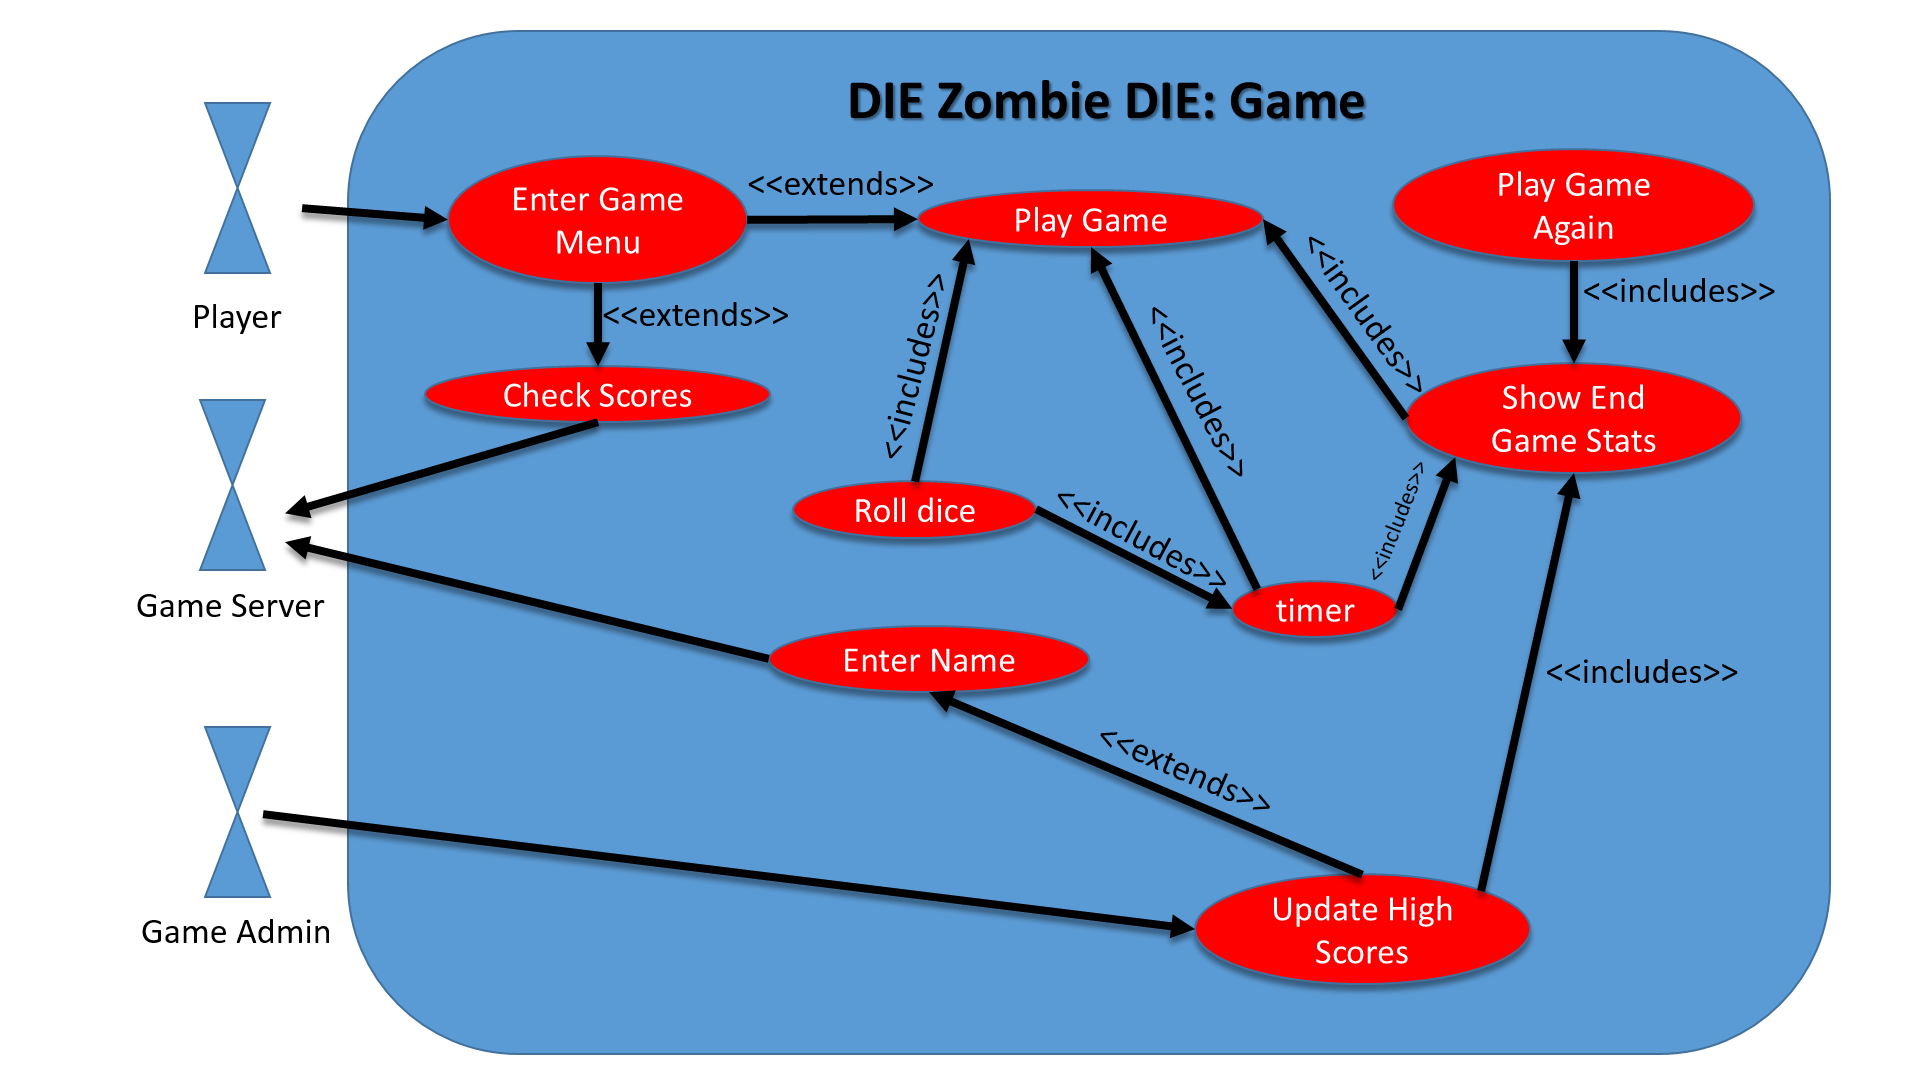 DIE Zombie DIE: Game
Enter Game
Menu
<<extends>>
Play Game
Play Game
Again
Player
<<extends>>
<<includes>>
<<includes>>
<<includes>>
<<includes>>
Check Scores
Show End
Game Stats
Game Server
Roll dice
<<includes>>
<<includes>>
timer
Enter Name
<<includes>>
<<extends>>
Game Admin
Update High
Scores